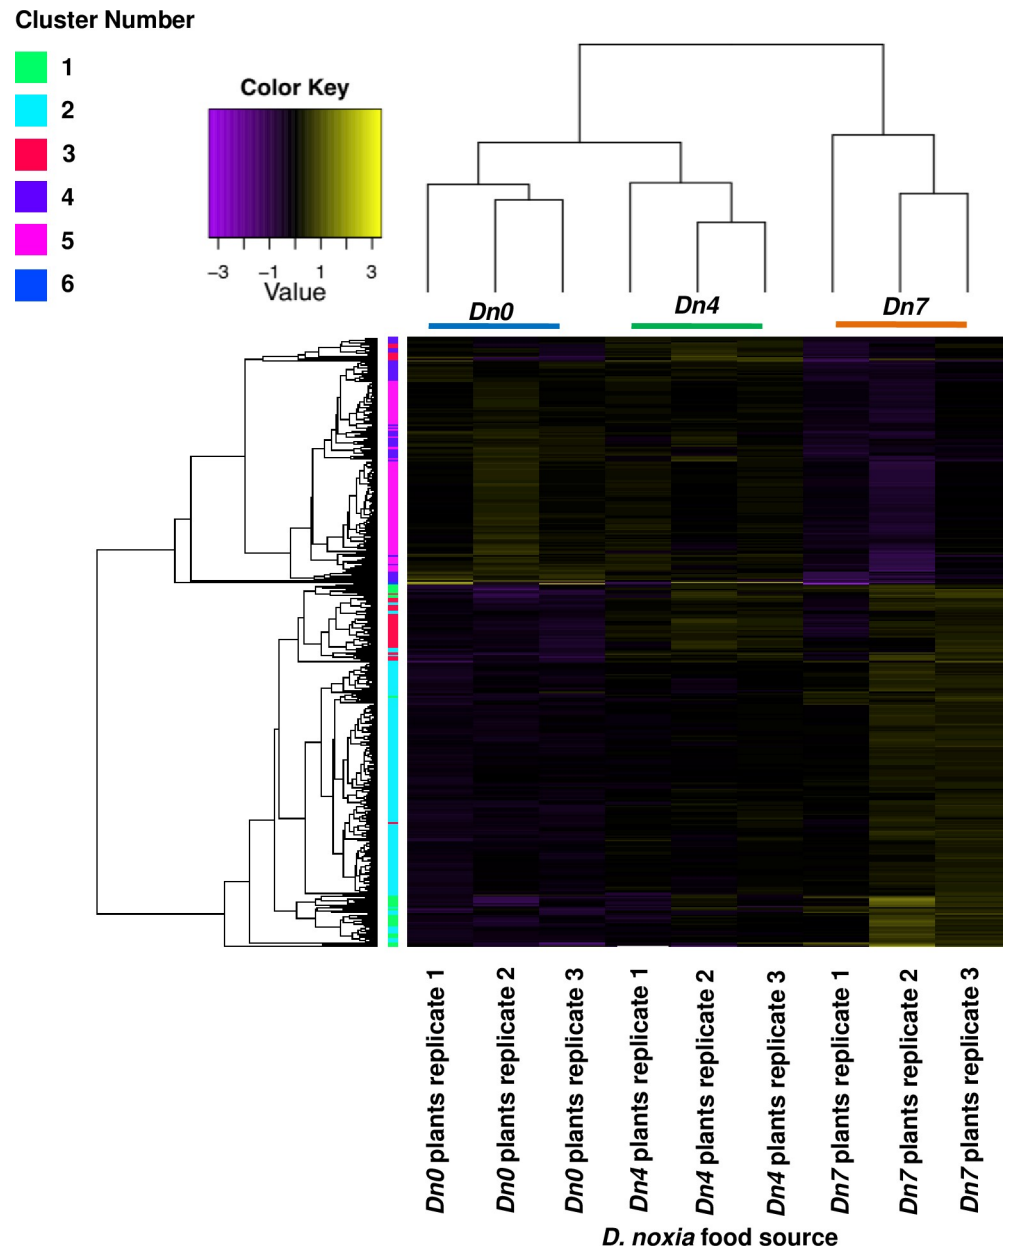 Cluster Number
1
2
3
4
5
6
Color Key
−3 −1 1 3
Value
Dn0 Dn4 Dn7
Dn0 plants replicate 1
Dn0 plants replicate 2
Dn0 plants replicate 3
Dn4 plants replicate 1
Dn4 plants replicate 2
Dn4 plants replicate 3
Dn7 plants replicate 1
Dn7 plants replicate 2
Dn7 plants replicate 3
D. noxia food source